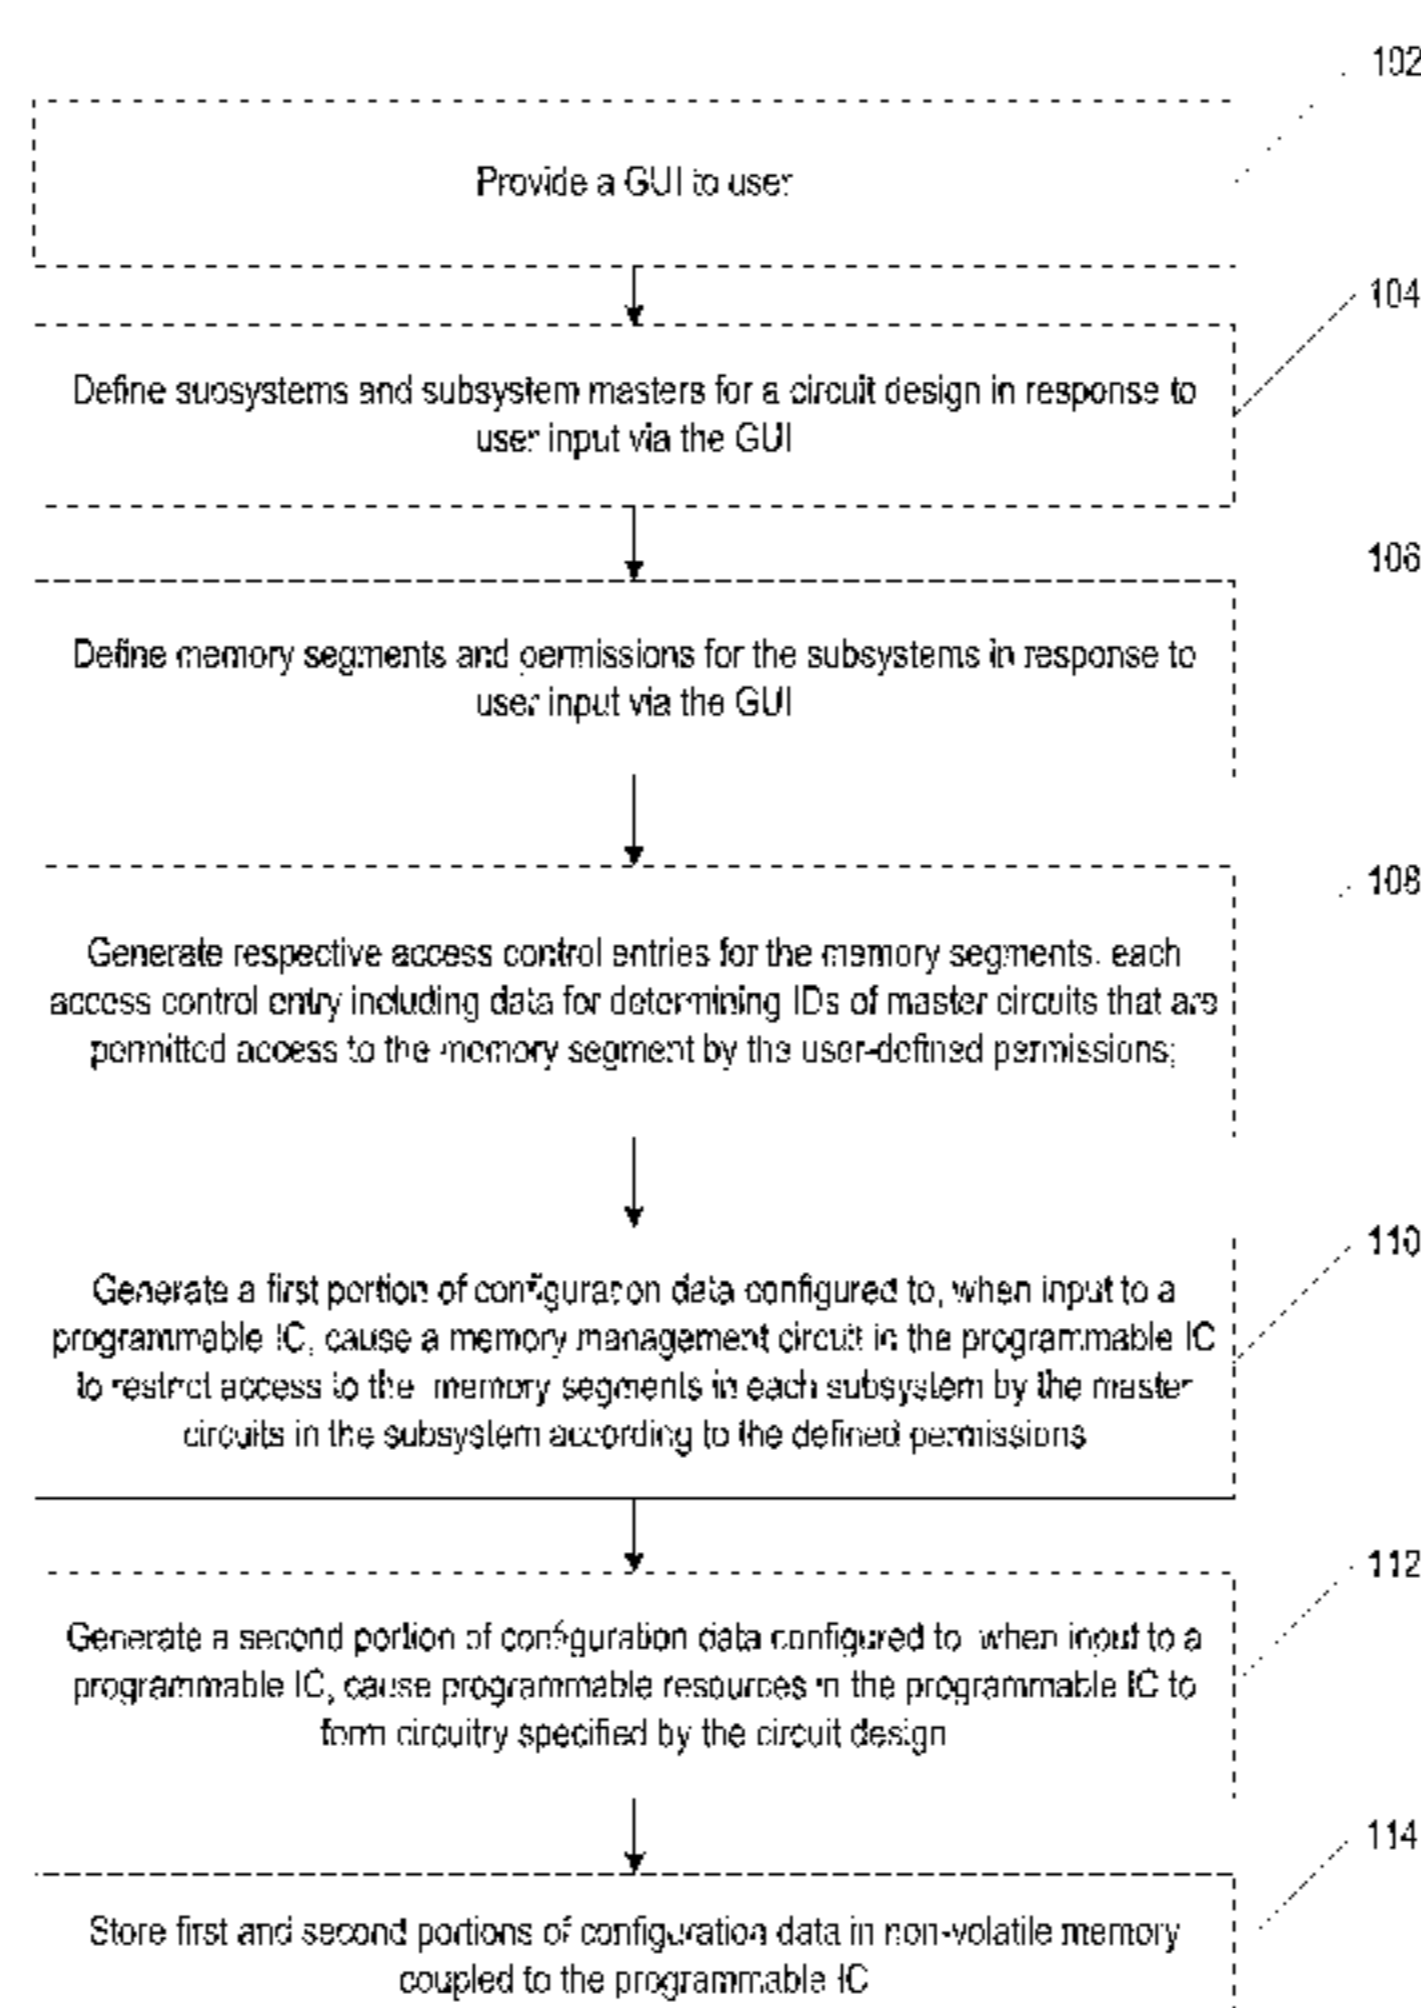 102
Provide a GUI to user
104
Define subsystems and subsystem masters for a circuit design in response to
user input via the GUI
106
Define memory segments and permissions for the subsystems in response to
user input via the GUI
108
Generate respective access control entries for the memory segments, each
access control entry including data for determining IDs of master circuits that are
permitted access to the memory segment by the user-defined permissions;
110
Generate a first portion of configuration data configured to, when input to a
programmable IC, cause a memory management circuit in the programmable IC
to restrict access to the memory segments in each subsystem by the master
circuits in the subsystem according to the defined permissions
112
Generate a second portion of configuration data configured to, when input to a
programmable IC, cause programmable resources in the programmable IC to
form circuitry specified by the circuit design
114
Store first and second portions of configuration data in non-volatile memory
coupled to the programmable IC